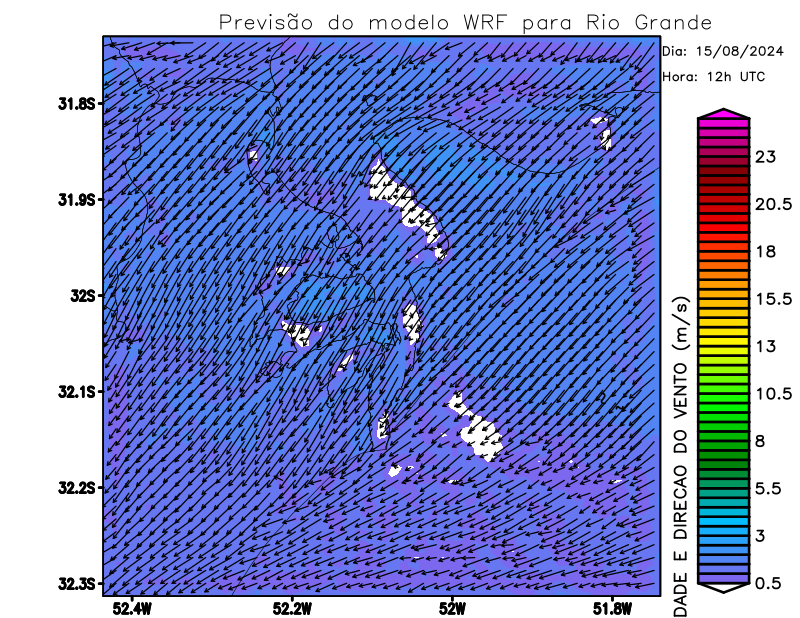 Previsão do modelo WRF para Rio Grande
Dia: 15/08/2024
Hora: 12h UTC
31.8S
31.9S
32S
32.1S
32.2S
32.3S
52.4W
52.2W
52W
51.8W
23
20.5
18
15.5
13
10.5
8
5.5
3
0.5
DADE E DIRECAO DO VENTO (m/s)